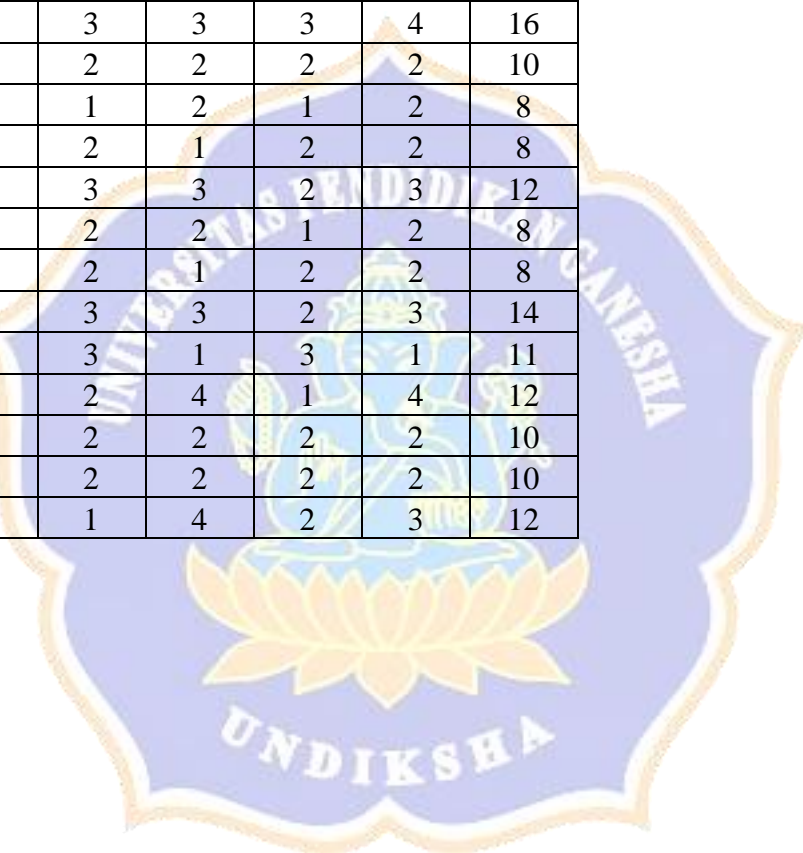 3 3 3 4 16
2 2 2 2 10
1 2 1 2 8
2 1 2 2 8
3 3 2 3 12
2 2 1 2 8
2 1 2 2 8
3 3 2 3 14
3 1 3 1 11
2 4 1 4 12
2 2 2 2 10
2 2 2 2 10
1 4 2 3 12
UNIVERSITAS PENDIDIKAN GANESHA
UNDIKSHA